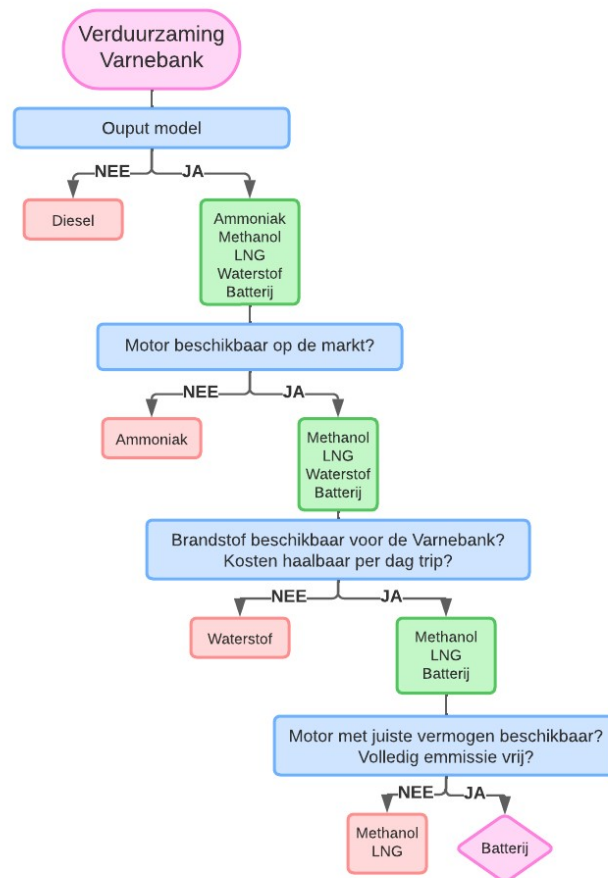 Verduurzaming
Varnebank
Ouput model
NEE JA
Diesel
Ammoniak
Methanol
LNG
Waterstof
Batterij
Motor beschikbaar op de markt?
NEE JA
Ammoniak
Methanol
LNG
Waterstof
Batterij
Brandstof beschikbaar voor de Varnebank?
Kosten haalbaar per dag trip?
NEE JA
Waterstof
Methanol
LNG
Batterij
Motor met juiste vermogen beschikbaar?
Volledig emmissie vrij?
NEE JA
Methanol
LNG
Batterij